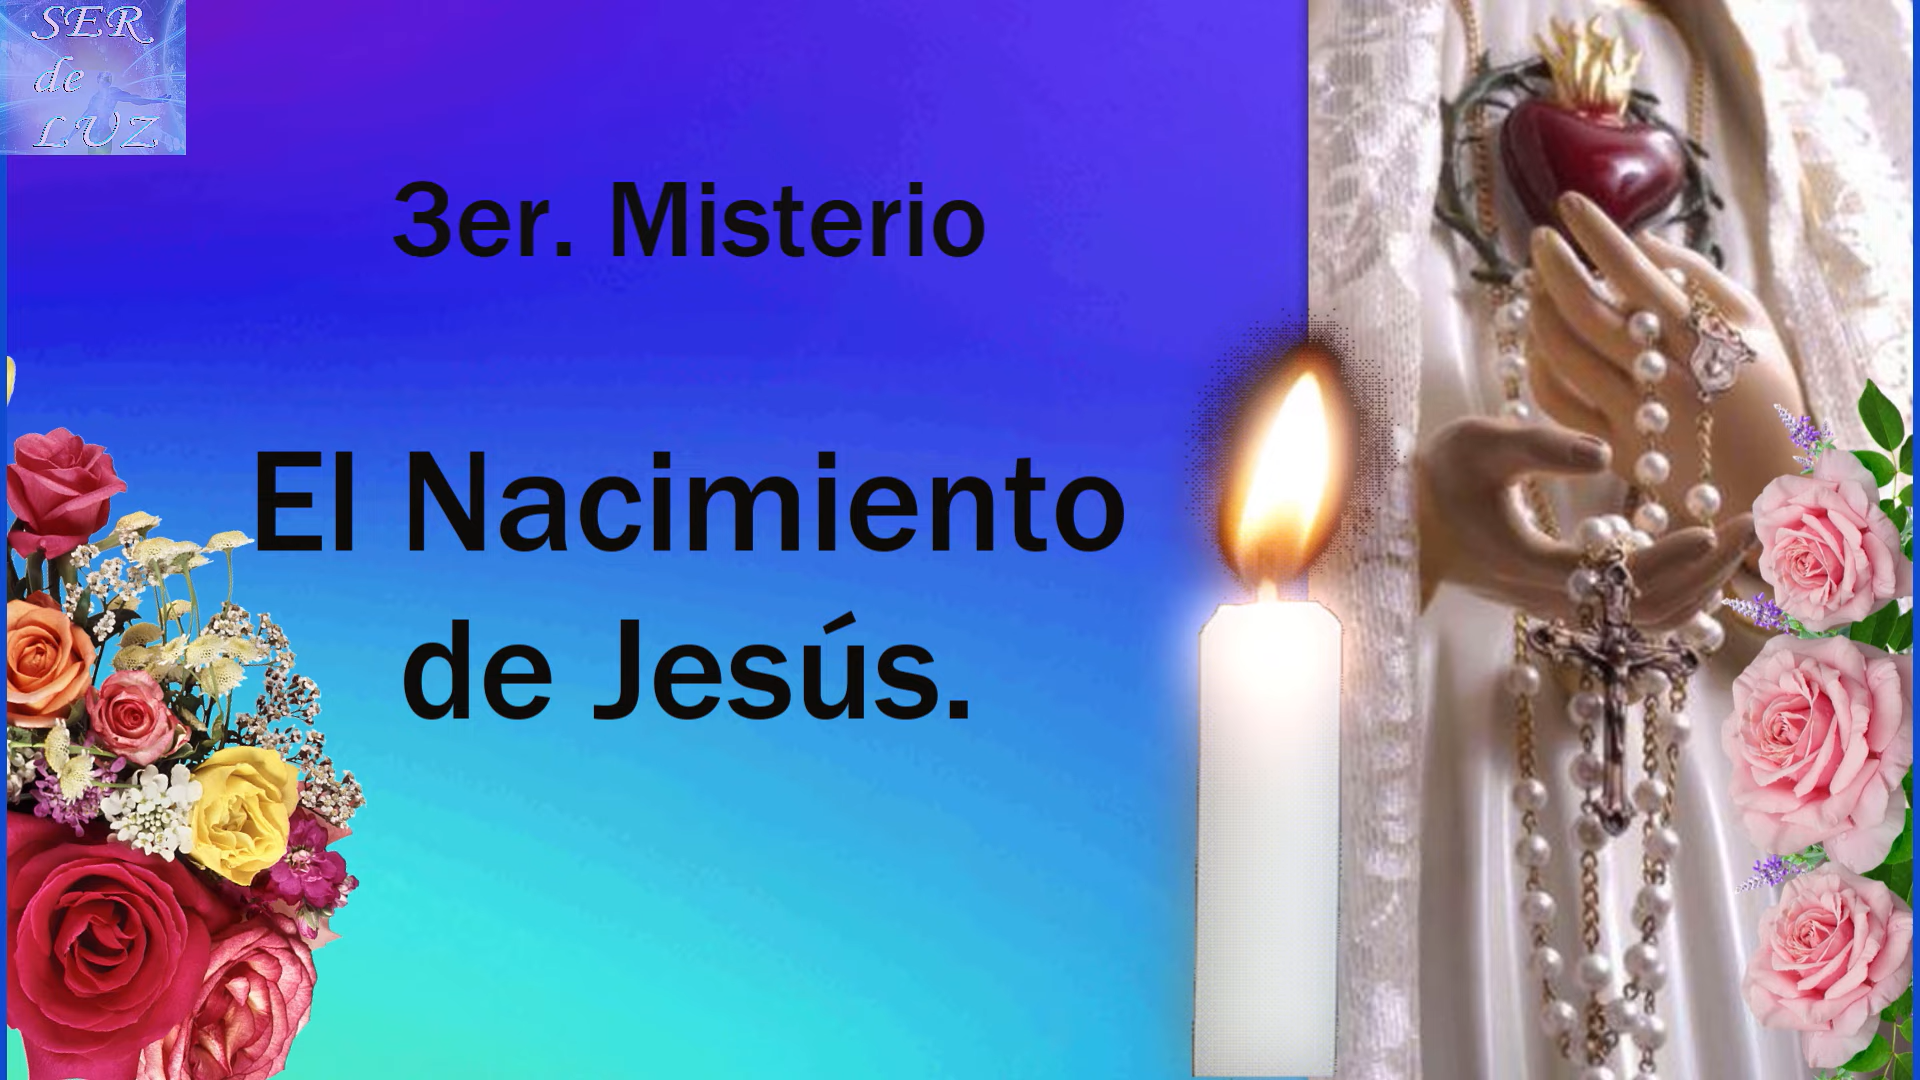 SER
de
LUZ
3er. Misterio
El Nacimiento
de Jesús.